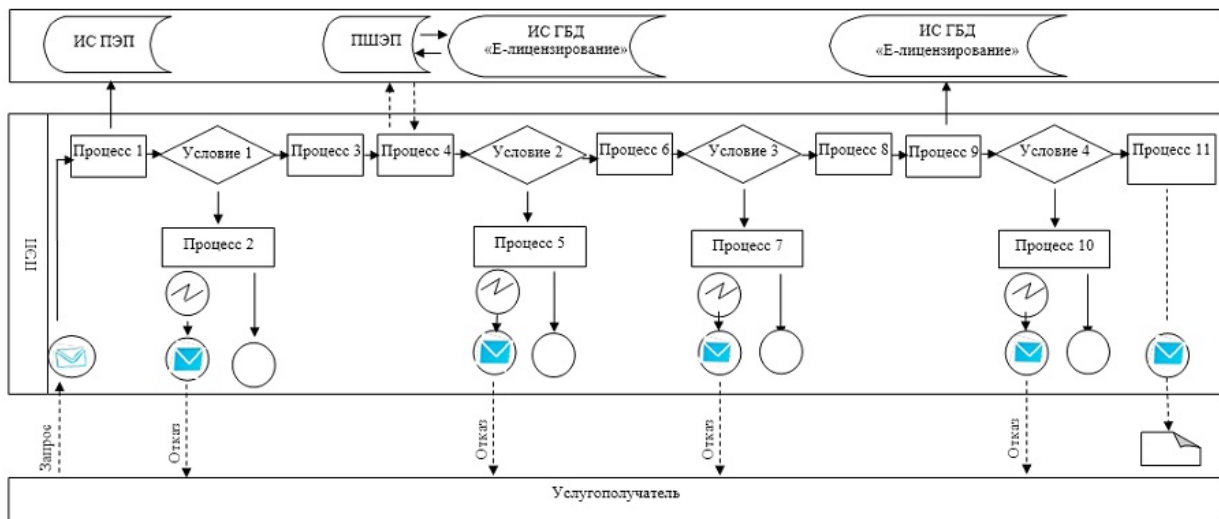 ИС ПЭП
ПШЭП
ИС ГБД
«Е-лицензирование»
ИС ГБД
«Е-лицензирование»
ПЭП
Процесс 1
Условие 1
Процесс 3
Процесс 4
Условие 2
Процесс 6
Условие 3
Процесс 8
Процесс 9
Условие 4
Процесс 11
Процесс 2
Процесс 5
Процесс 7
Процесс 10
Запрос
Отказ
Отказ
Отказ
Отказ
Услугополучатель